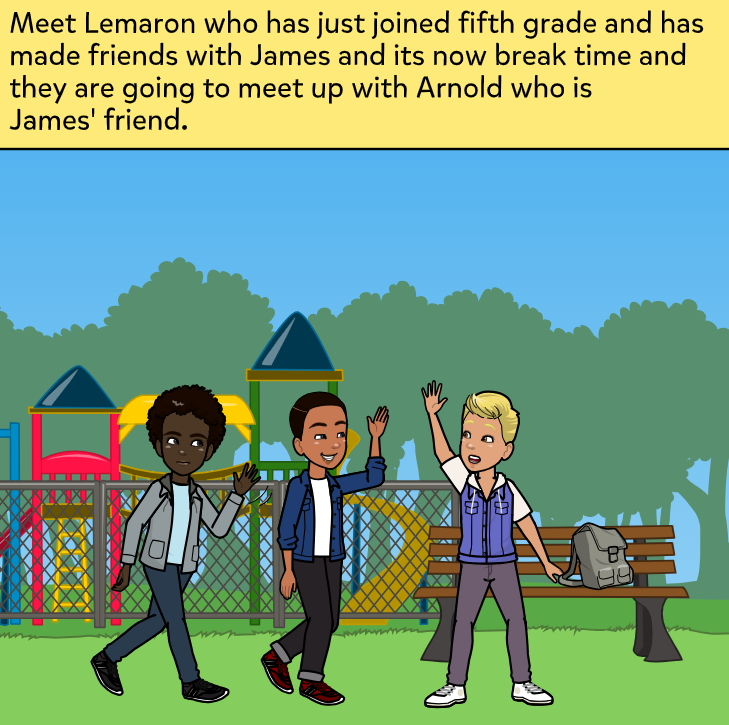 Meet Lemaron who has just joined fifth grade and has
made friends with James and its now break time and
they are going to meet up with Arnold who is
James' friend.